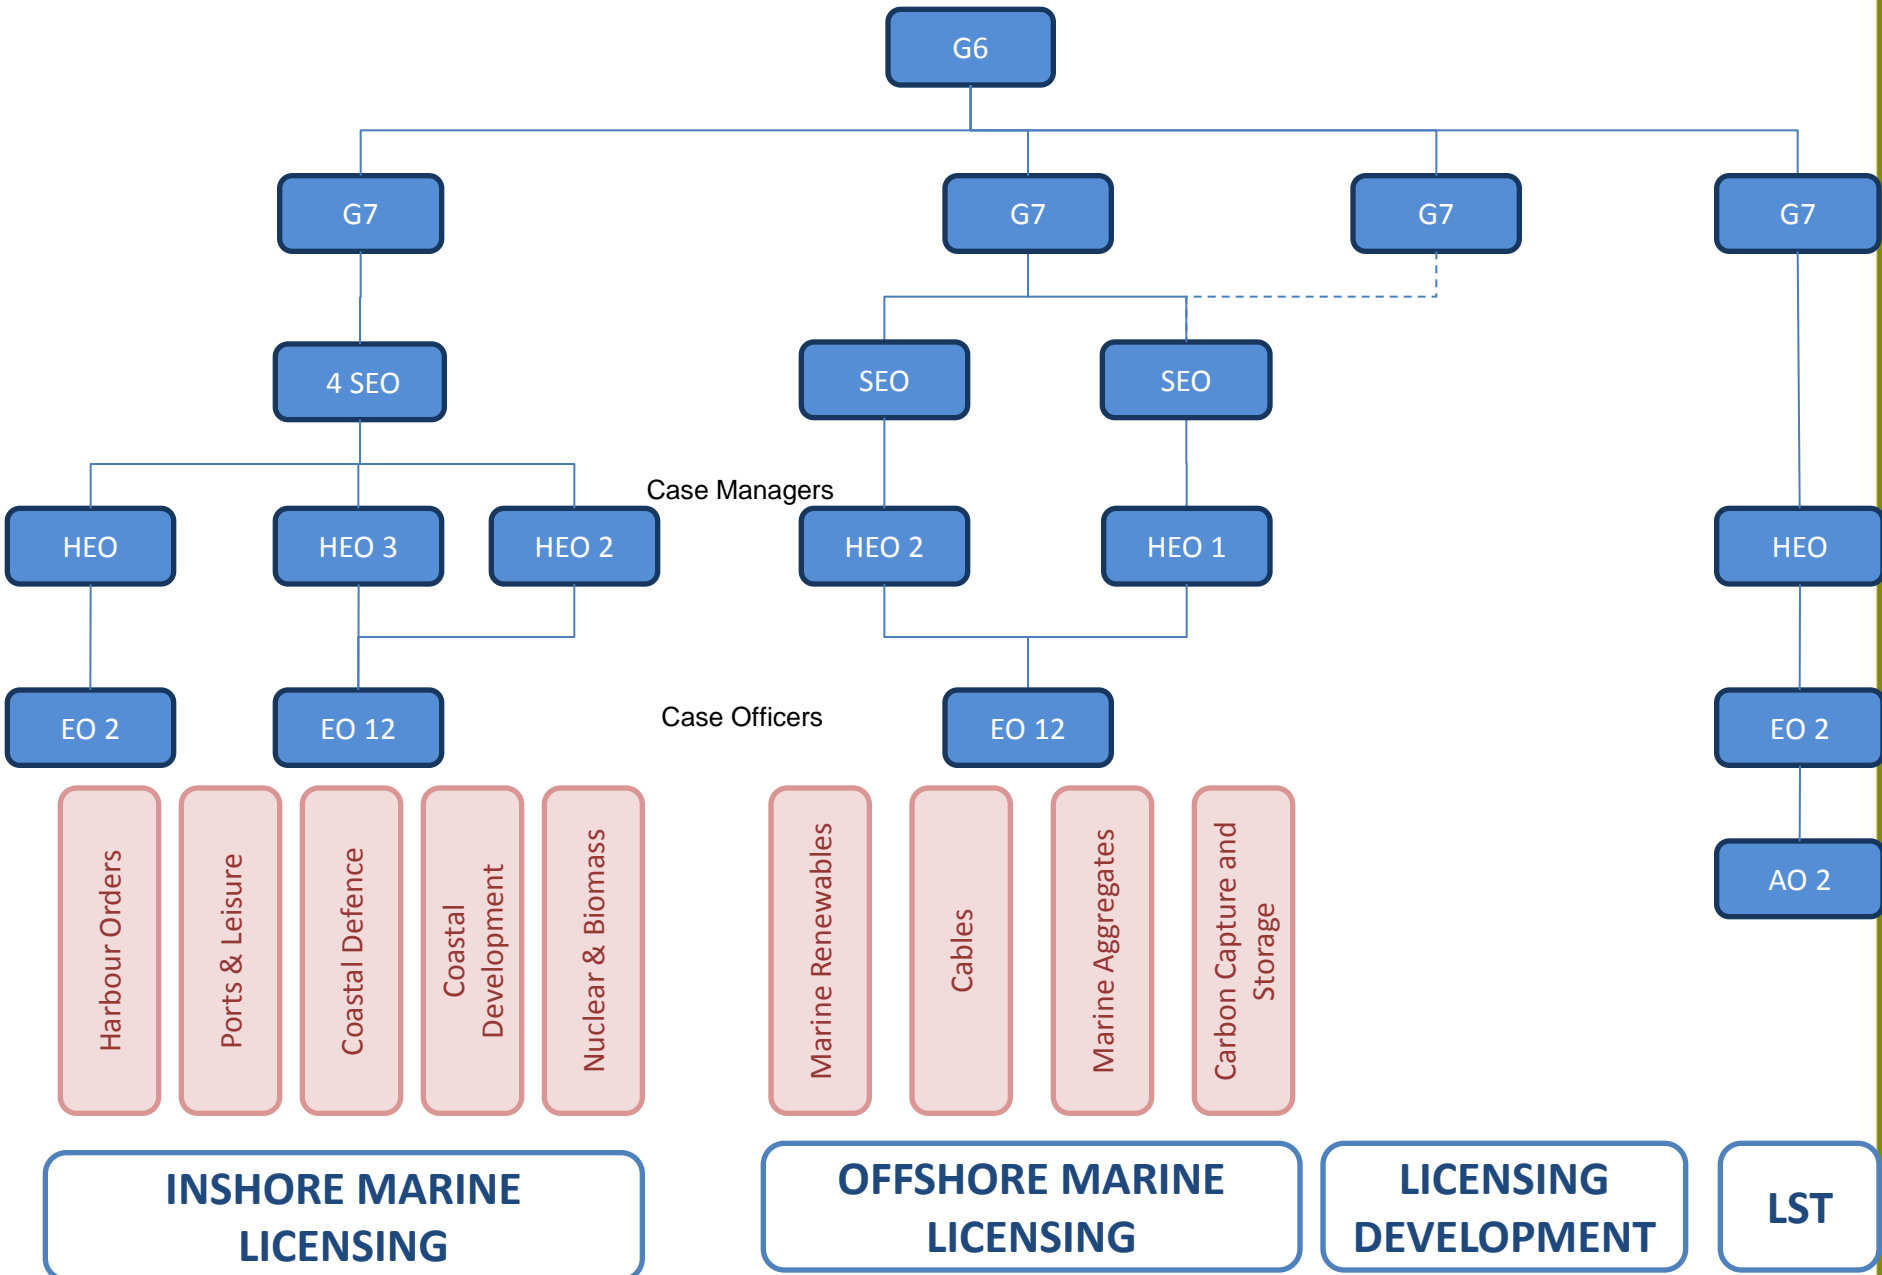 G6
G7
G7
G7
G7
4 SEO
SEO
SEO
Case Managers
HEO
HEO 3
HEO 2
HEO 2
HEO 1
HEO
Case Officers
EO 2
EO 12
EO 12
EO 2
AO 2
Harbour Orders
Ports & Leisure
Coastal Defence
Coastal
Development
Nuclear & Biomass
Marine Renewables
Cables
Marine Aggregates
Carbon Capture and
Storage
INSHORE MARINE
LICENSING
OFFSHORE MARINE
LICENSING
LICENSING
DEVELOPMENT
LST